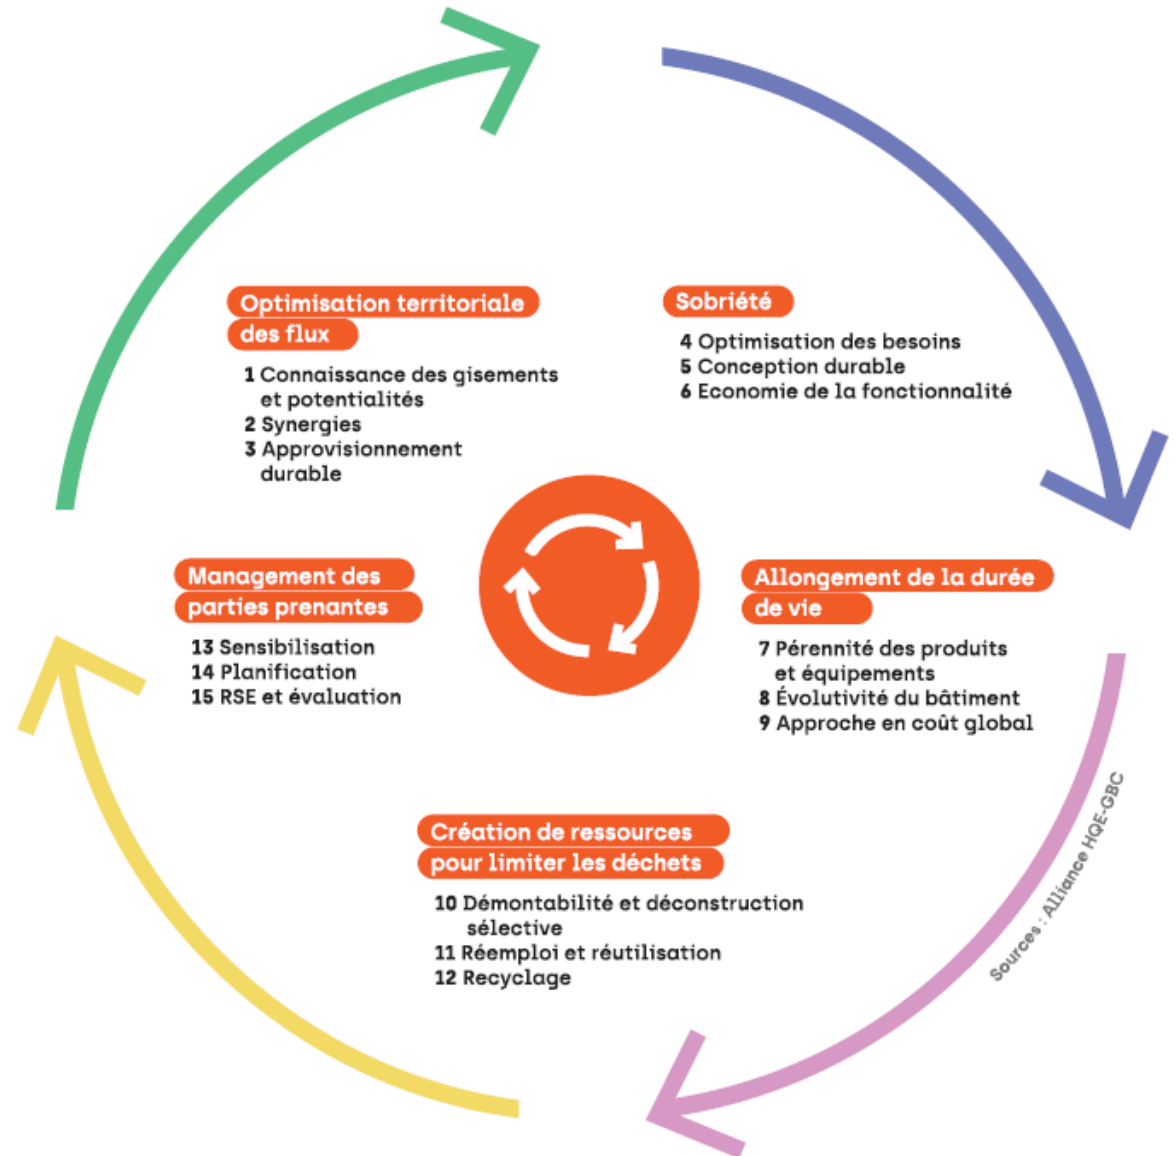 Optimisation territoriale
des flux
1 Connaissance des gisements
et potentialités
2 Synergies
3 Approvisionnement
durable
Sobriété
4 Optimisation des besoins
5 Conception durable
6 Economie de la fonctionnalité
Management des
parties prenantes
13 Sensibilisation
14 Planification
15 RSE et évaluation
Allongement de la durée
de vie
7 Pérennité des produits
et équipements
8 Évolutivité du bâtiment
9 Approche en coût global
Création de ressources
pour limiter les déchets
10 Démontabilité et déconstruction
sélective
11 Réemploi et réutilisation
12 Recyclage
Sources : Alliance HQE-GBC